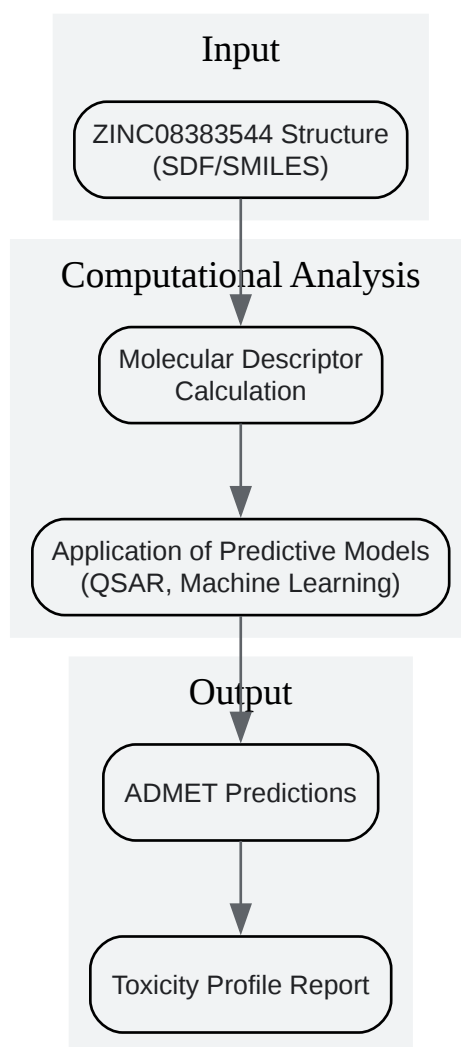 Input
ZINC08383544 Structure
(SDF/SMILES)
Computational Analysis
Molecular Descriptor
Calculation
Application of Predictive Models
(QSAR, Machine Learning)
Output
ADMET Predictions
Toxicity Profile Report